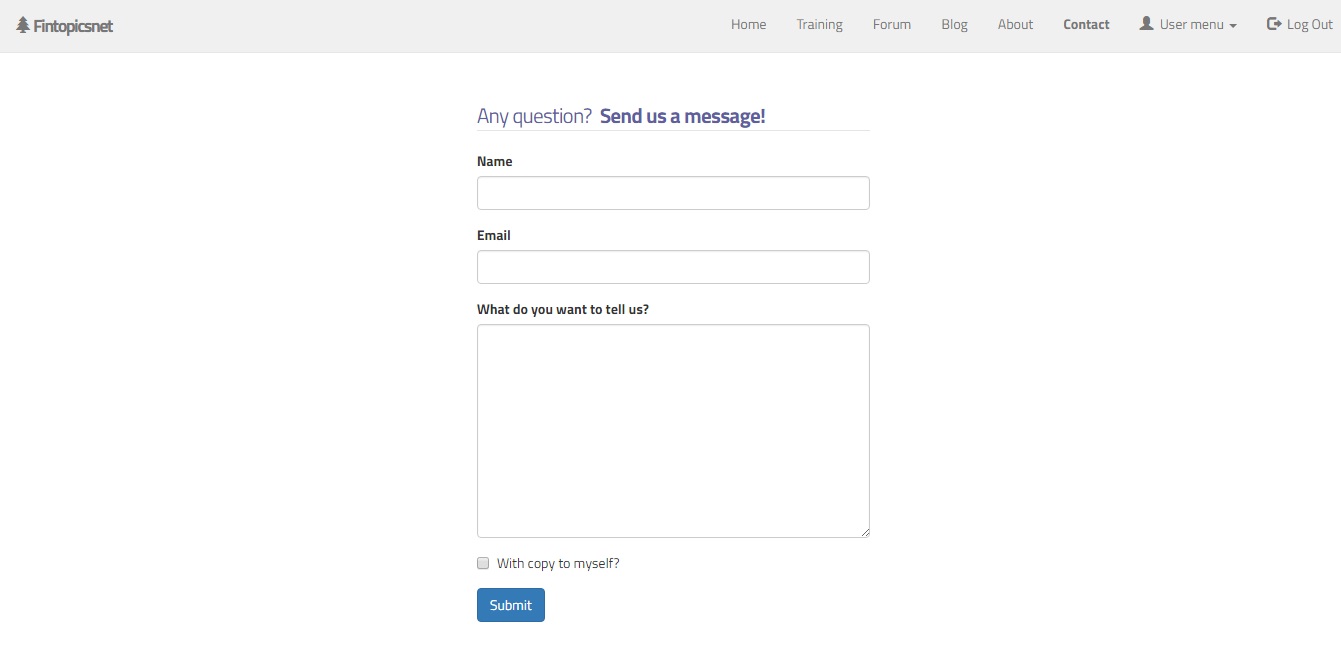 Fintopicsnet Home Training Forum Blog About Contact User menu Log Out
Any question? Send us a message!
Name
Email
What do you want to tell us?
With copy to myself?
Submit